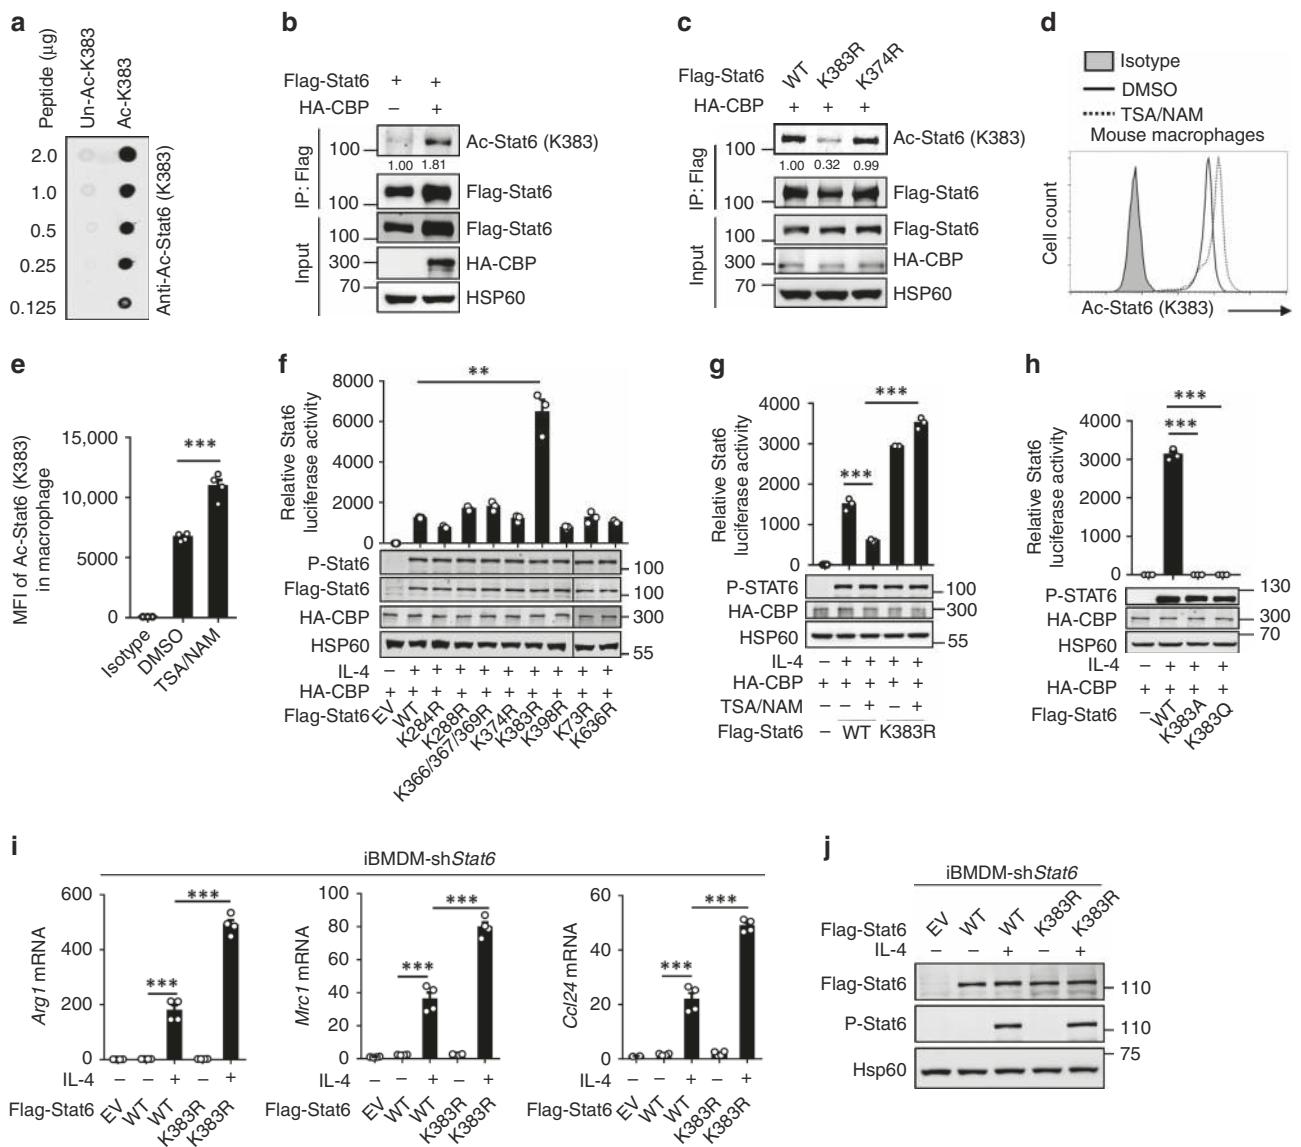 a
Peptide (μg)
Un-Ac-K383
Ac-K383
2.0
1.0
0.5
0.25
0.125
Anti-Ac-Stat6 (K383)
b
Flag-Stat6 + +
HA-CBP – +
IP: Flag
100
Ac-Stat6 (K383)
1.00 1.81
100
Flag-Stat6
Input
100
Flag-Stat6
300
HA-CBP
70
HSP60
c
Flag-Stat6 WT K383R K374R
HA-CBP + + +
IP: Flag
100
Ac-Stat6 (K383)
1.00 0.32 0.99
100
Flag-Stat6
Input
100
Flag-Stat6
300
HA-CBP
70
HSP60
d
Isotype
DMSO
TSA/NAM
Mouse macrophages
Cell count
Ac-Stat6 (K383)
e
MFI of Ac-Stat6 (K383)
in macrophage
15,000
10,000
5000
0
***
Isotype
DMSO
TSA/NAM
f
Relative Stat6
luciferase activity
8000
6000
4000
2000
0
**
P-Stat6 100
Flag-Stat6 100
HA-CBP 300
HSP60 55
IL-4 – + + + + + + + + +
HA-CBP + + + + + + + + + +
Flag-Stat6 EV WT K284R K288R K366/367/369R K374R K383R K398R K73R K636R
g
Relative Stat6
luciferase activity
4000
3000
2000
1000
0
***
***
P-STAT6 100
HA-CBP 300
HSP60 55
IL-4 – + + + +
HA-CBP + + + + +
TSA/NAM – – + – +
Flag-Stat6 – WT K383R
h
Relative Stat6
luciferase activity
4000
3000
2000
1000
0
***
***
P-STAT6 130
HA-CBP 300
HSP60 70
IL-4 – + + +
HA-CBP + + + +
Flag-Stat6 – WT K383A K383Q
i
iBMDM-shStat6
Arg1 mRNA
600
400
200
0
***
***
IL-4 – – + – +
Flag-Stat6 EV WT WT K383R K383R
Mrc1 mRNA
100
80
60
40
20
0
***
***
IL-4 – – + – +
Flag-Stat6 EV WT WT K383R K383R
Ccl24 mRNA
60
40
20
0
***
***
IL-4 – – + – +
Flag-Stat6 EV WT WT K383R K383R
j
iBMDM-shStat6
Flag-Stat6 EV WT WT K383R K383R
IL-4 – – + – +
Flag-Stat6 110
P-Stat6 110
75
Hsp60